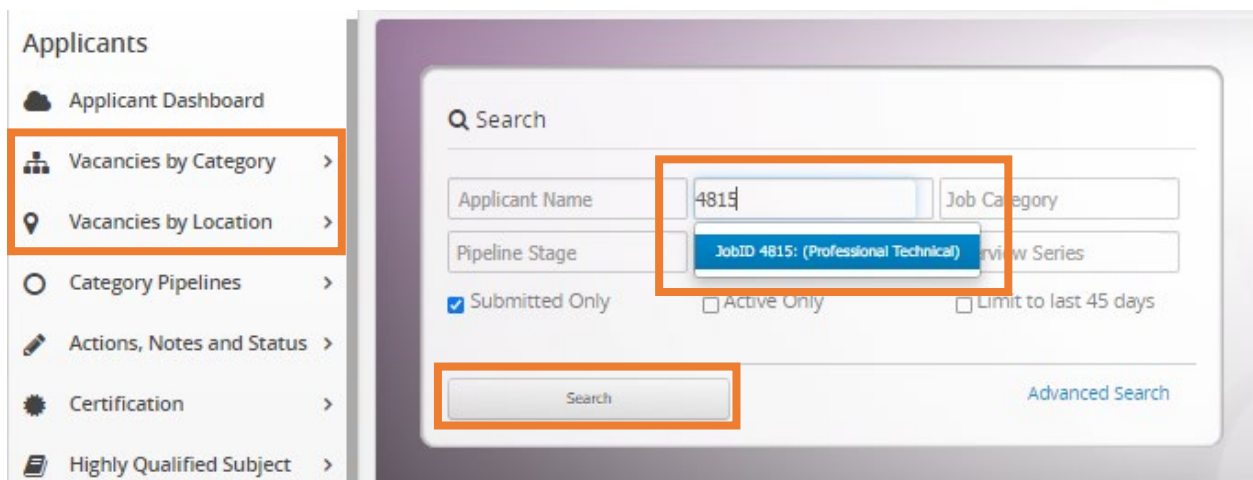 Applicants
Applicant Dashboard
Vacancies by Category
Vacancies by Location
Category Pipelines
Actions, Notes and Status
Certification
Highly Qualified Subject
Search
Applicant Name
4815
Job Category
Pipeline Stage
JobID 4815: (Professional Technical)
Series
Submitted Only
Active Only
Limit to last 45 days
Search
Advanced Search